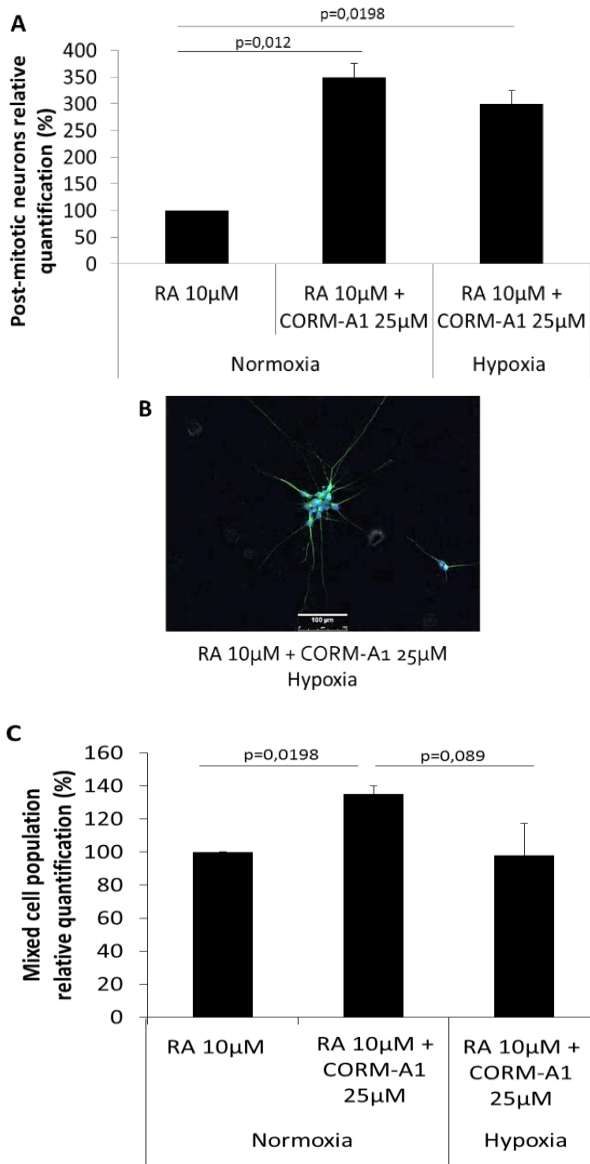 A
p=0,0198
p=0,012
Post-mitotic neurons relative
quantification (%)
400
350
300
250
200
150
100
50
0
RA 10µM
RA 10µM +
CORM-A1 25µM
RA 10µM +
CORM-A1 25µM
Normoxia
Hypoxia
B
100 µm
RA 10µM + CORM-A1 25µM
Hypoxia
C
p=0,0198
p=0,089
Mixed cell population
relative quantification (%)
160
140
120
100
80
60
40
20
0
RA 10µM
RA 10µM +
CORM-A1
25µM
RA 10µM +
CORM-A1
25µM
Normoxia
Hypoxia